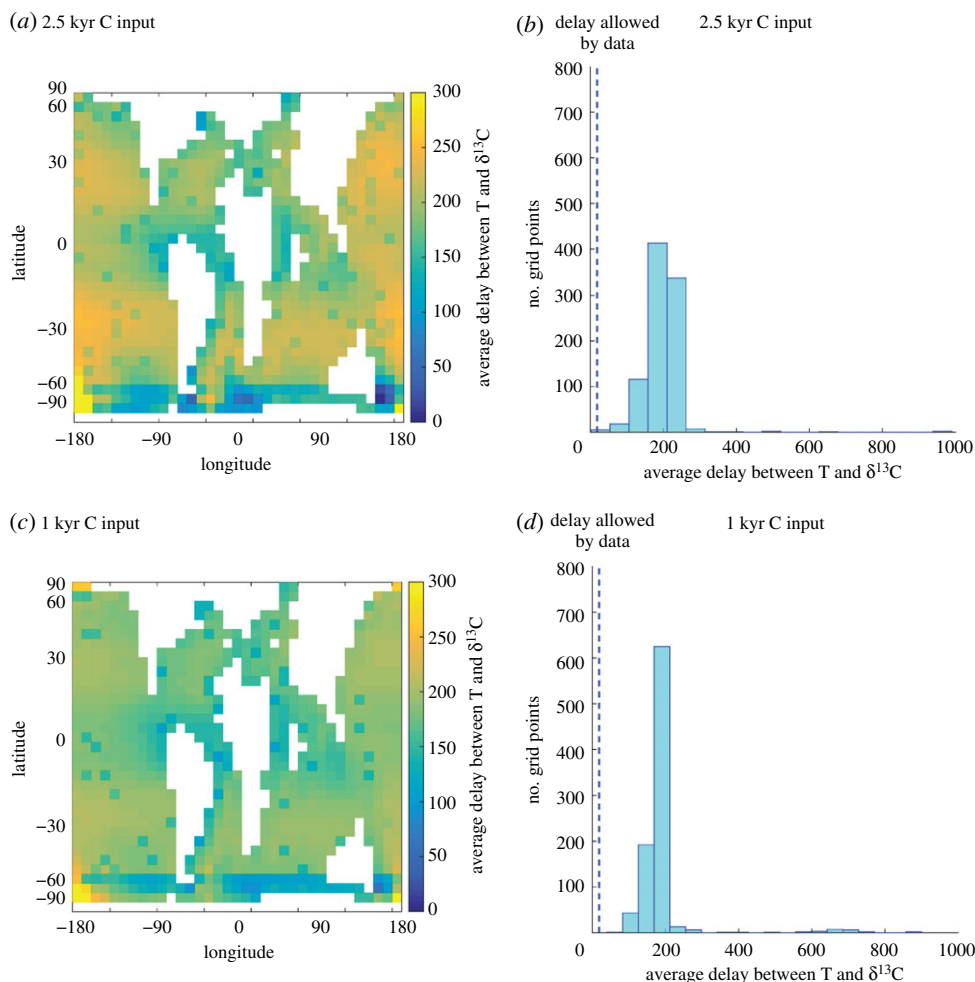 (a) 2.5 kyr C input
90
60
30
0
−30
−60
−90
latitude
−180 −90 0 90 180
longitude
300
250
200
150
100
50
0
average delay between T and δ13C
(b) delay allowed by data 2.5 kyr C input
800
700
600
500
400
300
200
100
no. grid points
0 200 400 600 800 1000
average delay between T and δ13C
(c) 1 kyr C input
90
60
30
0
−30
−60
−90
latitude
−180 −90 0 90 180
longitude
300
250
200
150
100
50
0
average delay between T and δ13C
(d) delay allowed by data 1 kyr C input
800
700
600
500
400
300
200
100
no. grid points
0 200 400 600 800 1000
average delay between T and δ13C